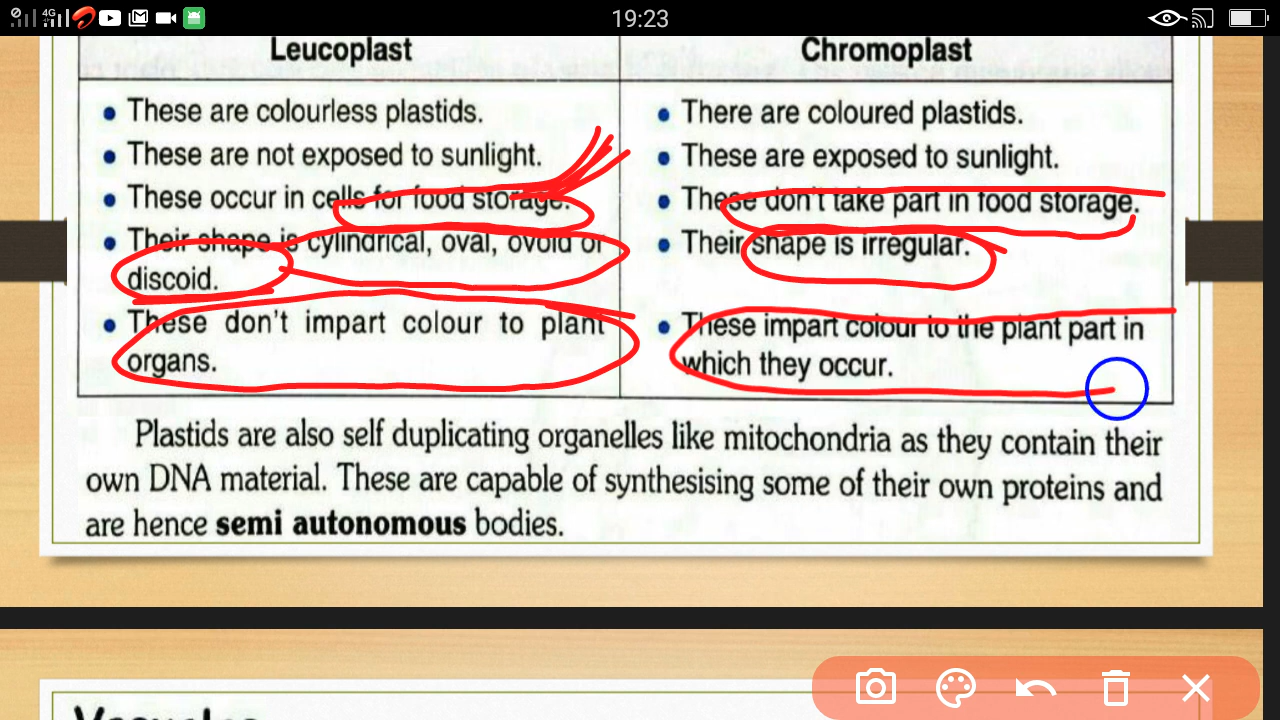 4G 19:23
Leucoplast Chromoplast
• These are colourless plastids. • There are coloured plastids.
• These are not exposed to sunlight. • These are exposed to sunlight.
• These occur in cells for food storage. • These don't take part in food storage.
• Their shape is cylindrical, oval, ovoid or • Their shape is irregular.
discoid.
• These don't impart colour to plant • These impart colour to the plant part in
organs. which they occur.
Plastids are also self duplicating organelles like mitochondria as they contain their
own DNA material. These are capable of synthesising some of their own proteins and
are hence semi autonomous bodies.